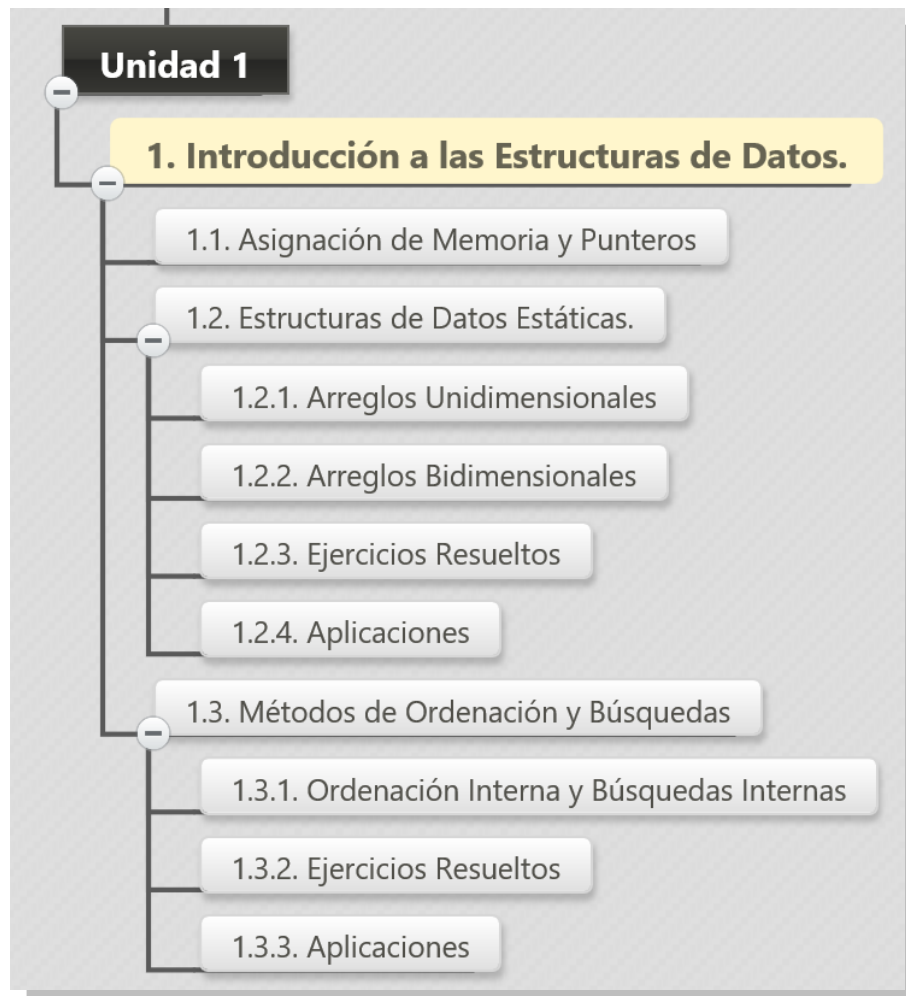 Unidad 1
1. Introducción a las Estructuras de Datos.
1.1. Asignación de Memoria y Punteros
1.2. Estructuras de Datos Estáticas.
1.2.1. Arreglos Unidimensionales
1.2.2. Arreglos Bidimensionales
1.2.3. Ejercicios Resueltos
1.2.4. Aplicaciones
1.3. Métodos de Ordenación y Búsquedas
1.3.1. Ordenación Interna y Búsquedas Internas
1.3.2. Ejercicios Resueltos
1.3.3. Aplicaciones